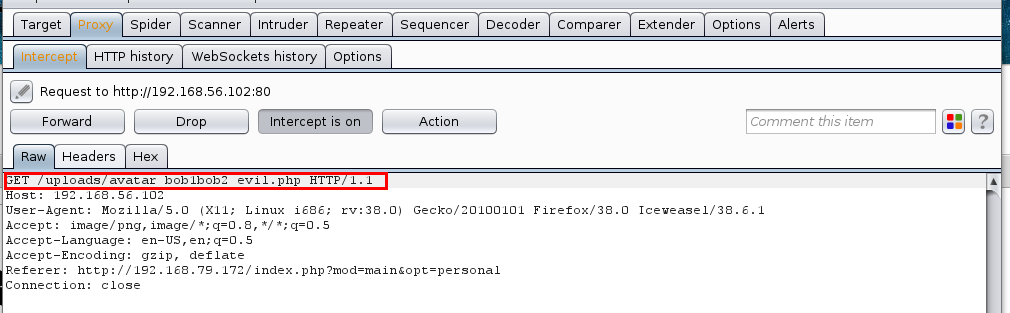 Target Proxy Spider Scanner Intruder Repeater Sequencer Decoder Comparer Extender Options Alerts
Intercept HTTP history WebSockets history Options
Request to http://192.168.56.102:80
Forward Drop Intercept is on Action Comment this item ?
Raw Headers Hex
GET /uploads/avatar_bob1bob2_evil.php HTTP/1.1
Host: 192.168.56.102
User-Agent: Mozilla/5.0 (X11; Linux i686; rv:38.0) Gecko/20100101 Firefox/38.0 Iceweasel/38.6.1
Accept: image/png,image/*;q=0.8,*/*;q=0.5
Accept-Language: en-US,en;q=0.5
Accept-Encoding: gzip, deflate
Referer: http://192.168.79.172/index.php?mod=main&opt=personal
Connection: close